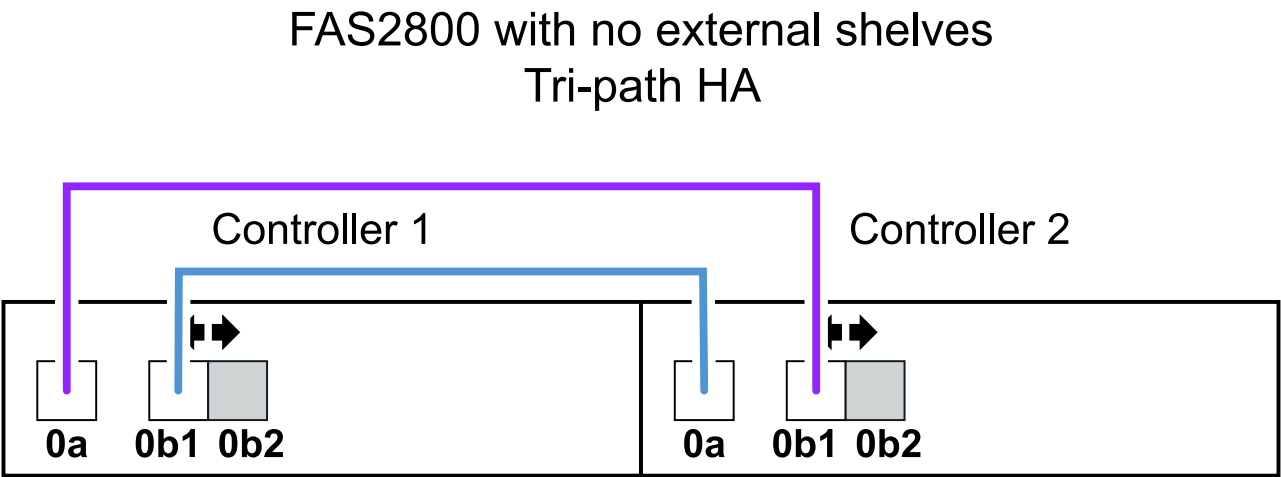 FAS2800 with no external shelves
Tri-path HA
Controller 1 Controller 2
0a 0b1 0b2 0a 0b1 0b2